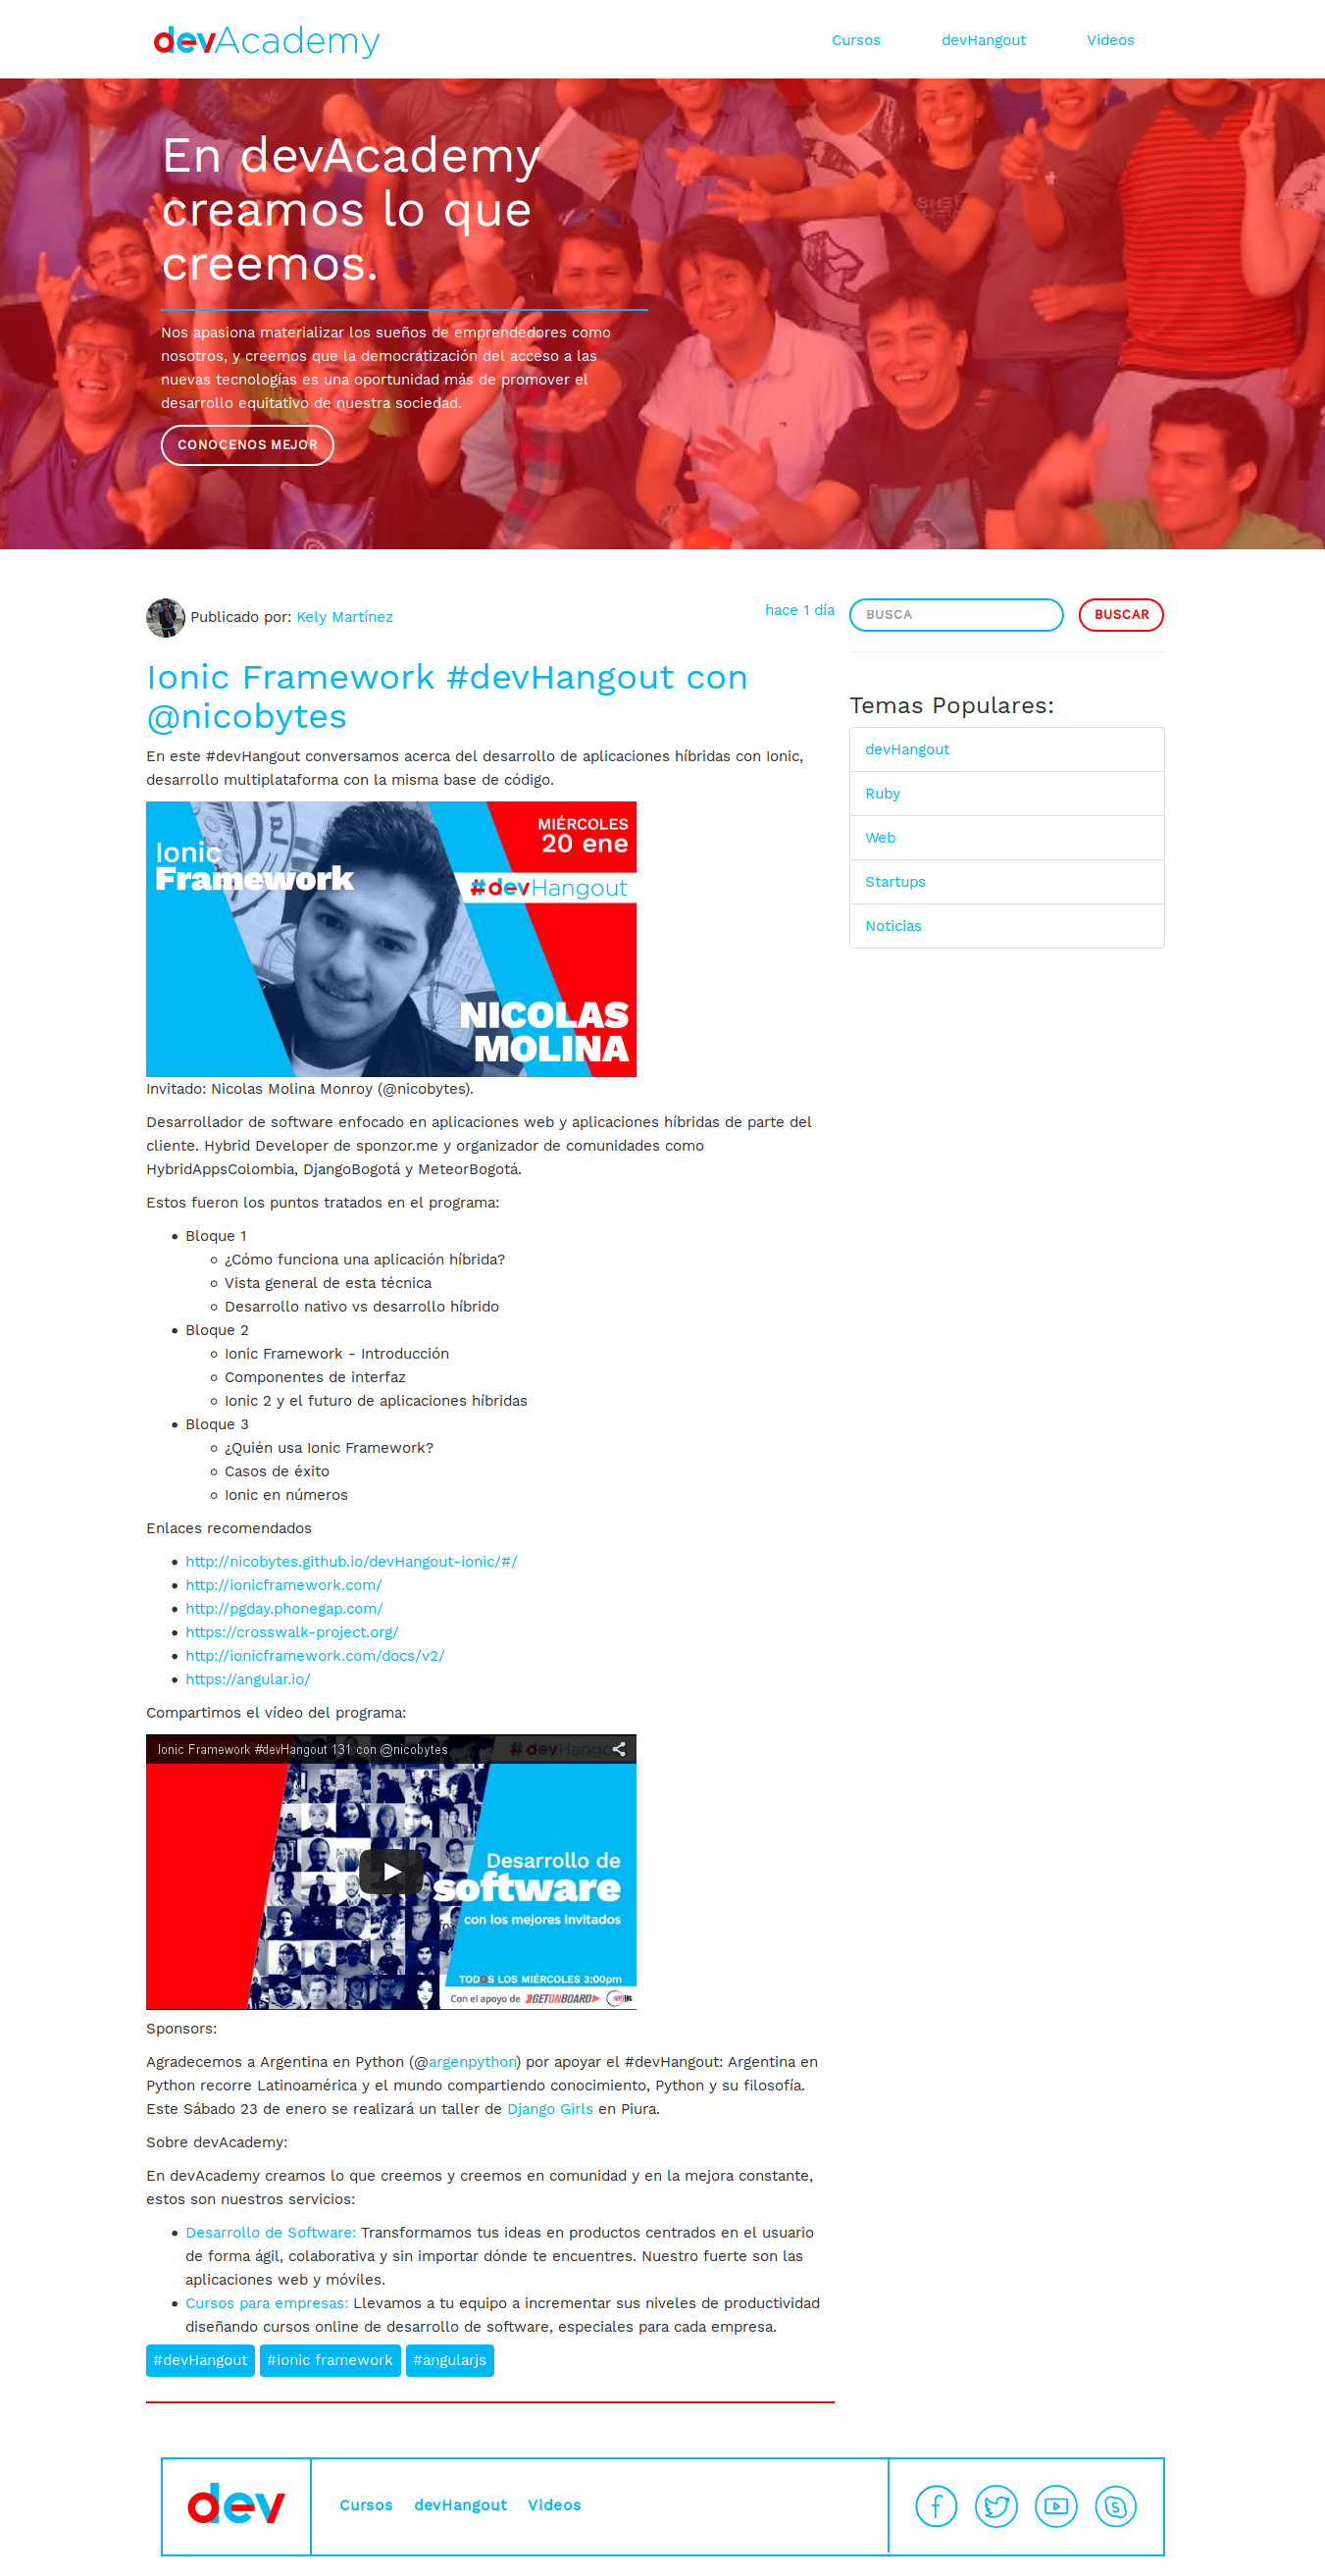 devAcademy
Cursos devHangout Videos
En devAcademy
creamos lo que
creemos.
Nos apasiona materializar los sueños de emprendedores como
nosotros, y creemos que la democratización del acceso a las
nuevas tecnologías es una oportunidad más de promover el
desarrollo equitativo de nuestra sociedad.
CONOCENOS MEJOR
Publicado por: Kely Martínez
hace 1 día
BUSCA
BUSCAR
Ionic Framework #devHangout con
@nicobytes
En este #devHangout conversamos acerca del desarrollo de aplicaciones híbridas con Ionic,
desarrollo multiplataforma con la misma base de código.
Ionic
Framework
MIÉRCOLES
20 ene
#devHangout
NICOLAS
MOLINA
Invitado: Nicolas Molina Monroy (@nicobytes).
Desarrollador de software enfocado en aplicaciones web y aplicaciones híbridas de parte del
cliente. Hybrid Developer de sponzor.me y organizador de comunidades como
HybridAppsColombia, DjangoBogotá y MeteorBogotá.
Estos fueron los puntos tratados en el programa:
Bloque 1
¿Cómo funciona una aplicación híbrida?
Vista general de esta técnica
Desarrollo nativo vs desarrollo híbrido
Bloque 2
Ionic Framework - Introducción
Componentes de interfaz
Ionic 2 y el futuro de aplicaciones híbridas
Bloque 3
¿Quién usa Ionic Framework?
Casos de éxito
Ionic en números
Enlaces recomendados
http://nicobytes.github.io/devHangout-ionic/#/
http://ionicframework.com/
http://pgday.phonegap.com/
https://crosswalk-project.org/
http://ionicframework.com/docs/v2/
https://angular.io/
Compartimos el vídeo del programa:
Ionic Framework #devHangout 131 con @nicobytes
#devHangout
Desarrollo de
software
con los mejores invitados
TODOS LOS MIÉRCOLES 3:00pm
Con el apoyo de GETONBOARD
Sponsors:
Agradecemos a Argentina en Python (@argenpython) por apoyar el #devHangout: Argentina en
Python recorre Latinoamérica y el mundo compartiendo conocimiento, Python y su filosofía.
Este Sábado 23 de enero se realizará un taller de Django Girls en Piura.
Sobre devAcademy:
En devAcademy creamos lo que creemos y creemos en comunidad y en la mejora constante,
estos son nuestros servicios:
Desarrollo de Software: Transformamos tus ideas en productos centrados en el usuario
de forma ágil, colaborativa y sin importar dónde te encuentres. Nuestro fuerte son las
aplicaciones web y móviles.
Cursos para empresas: Llevamos a tu equipo a incrementar sus niveles de productividad
diseñando cursos online de desarrollo de software, especiales para cada empresa.
#devHangout #ionic framework #angularjs
Temas Populares:
devHangout
Ruby
Web
Startups
Noticias
dev
Cursos devHangout Videos